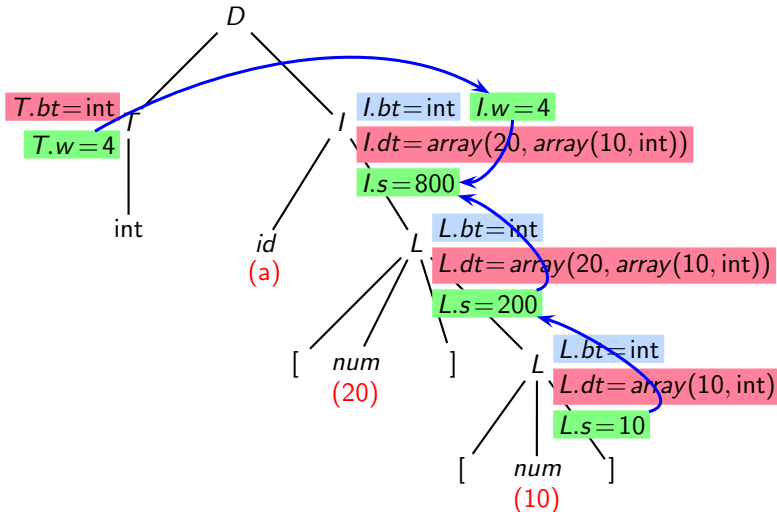 D
T.bt = int
I.bt = int
I.w = 4
T
I
T.w = 4
I.dt = array(20, array(10, int))
I.s = 800
int
id
(a)
L
L.bt = int
L.dt = array(20, array(10, int))
L.s = 200
[
num
]
(20)
L
L.bt = int
L.dt = array(10, int)
L.s = 10
[
num
]
(10)